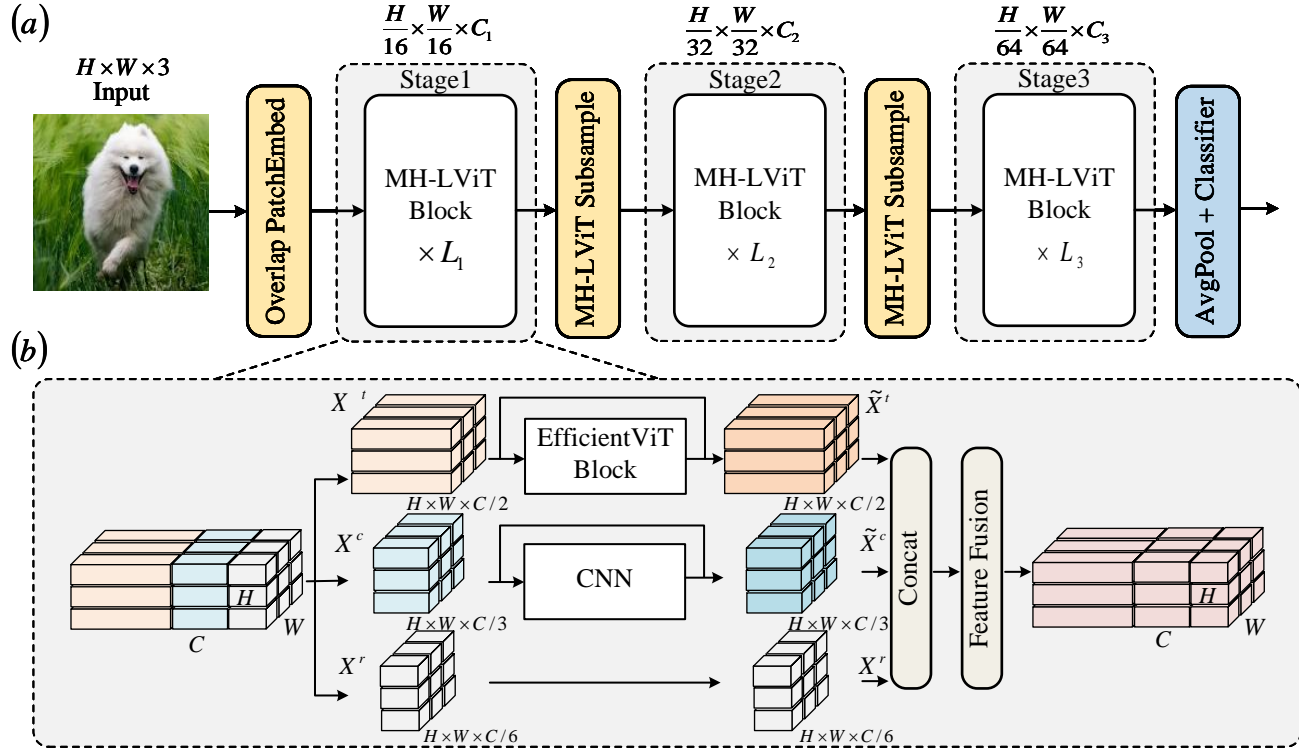 (a)
H × W × 3
Input
Overlap PatchEmbed
H/16 × W/16 × C₁
Stage1
MH-LViT
Block
× L₁
MH-LViT Subsample
H/32 × W/32 × C₂
Stage2
MH-LViT
Block
× L₂
MH-LViT Subsample
H/64 × W/64 × C₃
Stage3
MH-LViT
Block
× L₃
AvgPool + Classifier
(b)
H
W
C
X^t
H × W × C / 2
EfficientViT
Block
X̃^t
H × W × C / 2
X^c
H × W × C / 3
CNN
X̃^c
H × W × C / 3
X^r
H × W × C / 6
X^r
H × W × C / 6
Concat
Feature Fusion
H
C
W